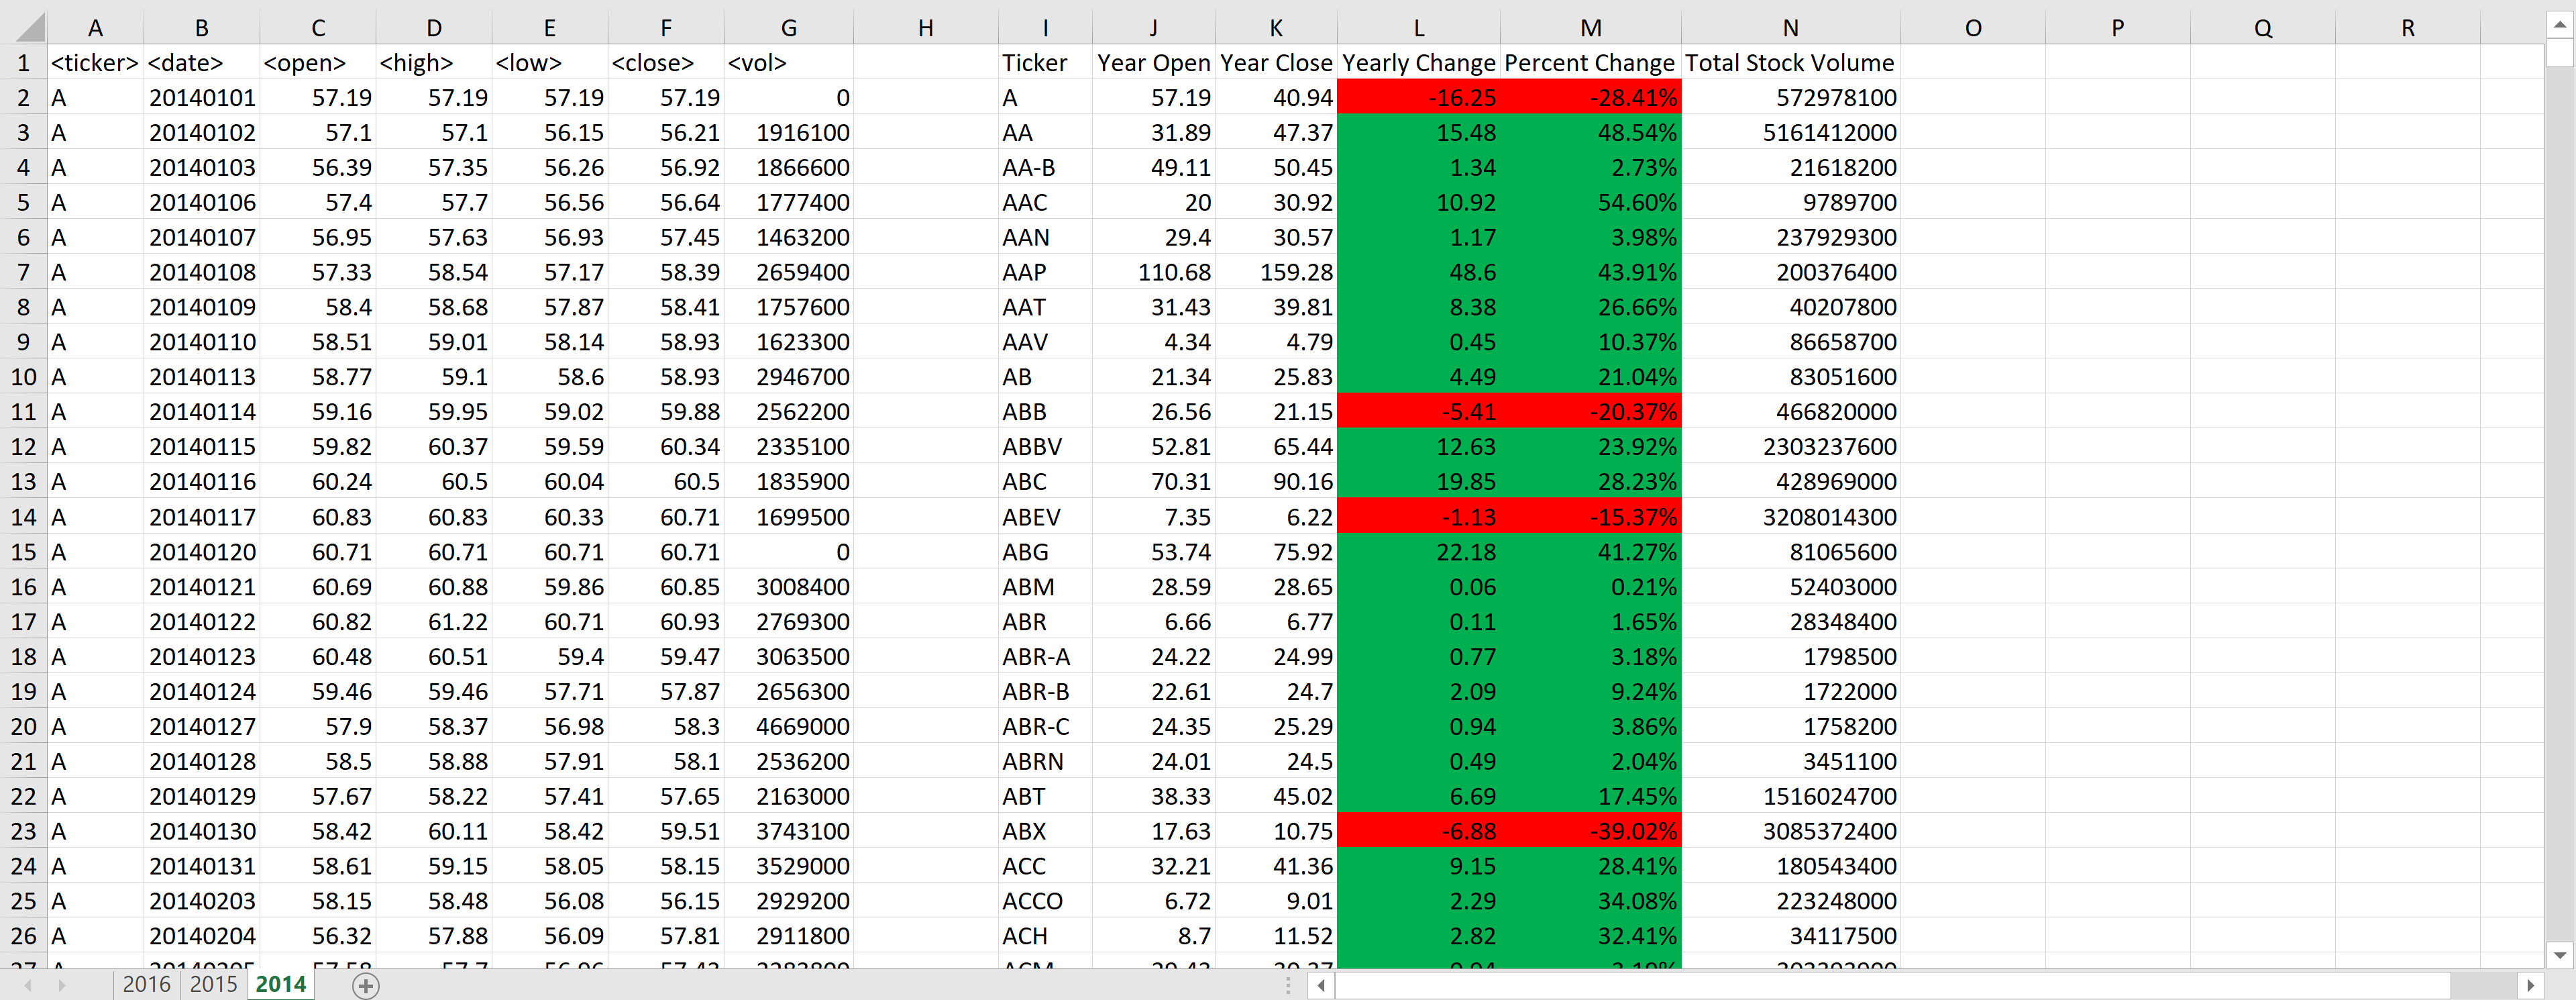 A B C D E F G H I J K L M N O P Q R
1 <ticker> <date> <open> <high> <low> <close> <vol> Ticker Year Open Year Close Yearly Change Percent Change Total Stock Volume
2 A 20140101 57.19 57.19 57.19 57.19 0 A 57.19 40.94 -16.25 -28.41% 572978100
3 A 20140102 57.1 57.1 56.15 56.21 1916100 AA 31.89 47.37 15.48 48.54% 5161412000
4 A 20140103 56.39 57.35 56.26 56.92 1866600 AA-B 49.11 50.45 1.34 2.73% 21618200
5 A 20140106 57.4 57.7 56.56 56.64 1777400 AAC 20 30.92 10.92 54.60% 9789700
6 A 20140107 56.95 57.63 56.93 57.45 1463200 AAN 29.4 30.57 1.17 3.98% 237929300
7 A 20140108 57.33 58.54 57.17 58.39 2659400 AAP 110.68 159.28 48.6 43.91% 200376400
8 A 20140109 58.4 58.68 57.87 58.41 1757600 AAT 31.43 39.81 8.38 26.66% 40207800
9 A 20140110 58.51 59.01 58.14 58.93 1623300 AAV 4.34 4.79 0.45 10.37% 86658700
10 A 20140113 58.77 59.1 58.6 58.93 2946700 AB 21.34 25.83 4.49 21.04% 83051600
11 A 20140114 59.16 59.95 59.02 59.88 2562200 ABB 26.56 21.15 -5.41 -20.37% 466820000
12 A 20140115 59.82 60.37 59.59 60.34 2335100 ABBV 52.81 65.44 12.63 23.92% 2303237600
13 A 20140116 60.24 60.5 60.04 60.5 1835900 ABC 70.31 90.16 19.85 28.23% 428969000
14 A 20140117 60.83 60.83 60.33 60.71 1699500 ABEV 7.35 6.22 -1.13 -15.37% 3208014300
15 A 20140120 60.71 60.71 60.71 60.71 0 ABG 53.74 75.92 22.18 41.27% 81065600
16 A 20140121 60.69 60.88 59.86 60.85 3008400 ABM 28.59 28.65 0.06 0.21% 52403000
17 A 20140122 60.82 61.22 60.71 60.93 2769300 ABR 6.66 6.77 0.11 1.65% 28348400
18 A 20140123 60.48 60.51 59.4 59.47 3063500 ABR-A 24.22 24.99 0.77 3.18% 1798500
19 A 20140124 59.46 59.46 57.71 57.87 2656300 ABR-B 22.61 24.7 2.09 9.24% 1722000
20 A 20140127 57.9 58.37 56.98 58.3 4669000 ABR-C 24.35 25.29 0.94 3.86% 1758200
21 A 20140128 58.5 58.88 57.91 58.1 2536200 ABRN 24.01 24.5 0.49 2.04% 3451100
22 A 20140129 57.67 58.22 57.41 57.65 2163000 ABT 38.33 45.02 6.69 17.45% 1516024700
23 A 20140130 58.42 60.11 58.42 59.51 3743100 ABX 17.63 10.75 -6.88 -39.02% 3085372400
24 A 20140131 58.61 59.15 58.05 58.15 3529000 ACC 32.21 41.36 9.15 28.41% 180543400
25 A 20140203 58.15 58.48 56.08 56.15 2929200 ACCO 6.72 9.01 2.29 34.08% 223248000
26 A 20140204 56.32 57.88 56.09 57.81 2911800 ACH 8.7 11.52 2.82 32.41% 34117500
2016 2015 2014